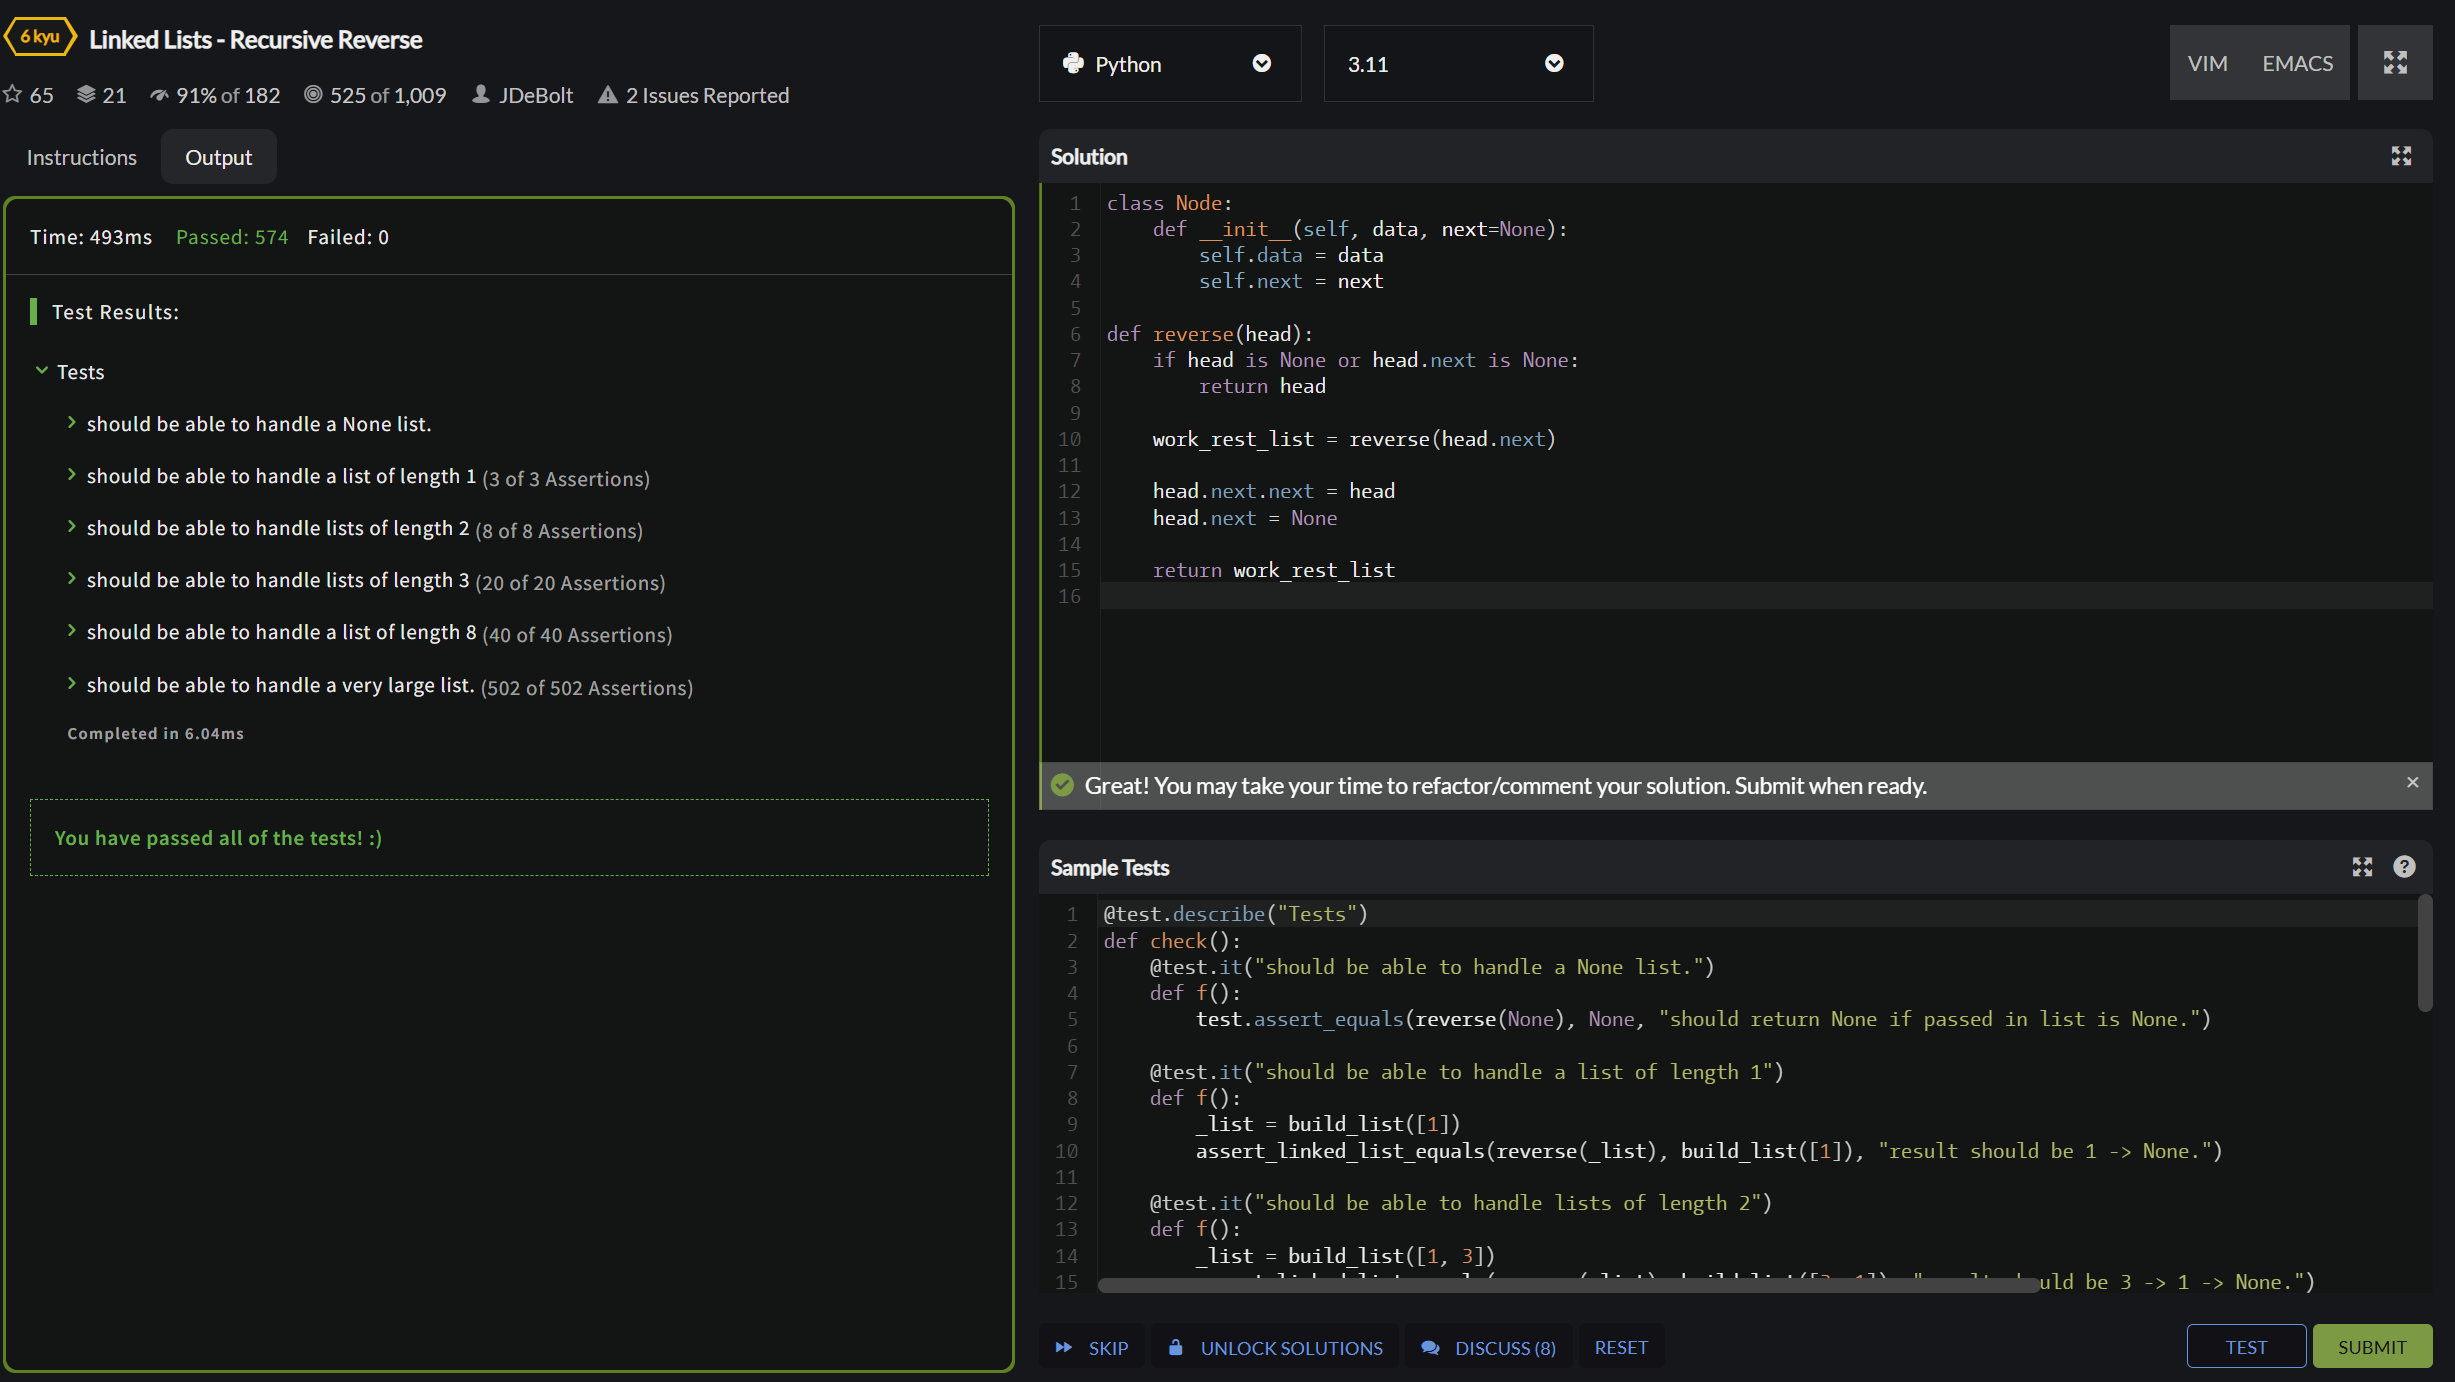 6 kyu
Linked Lists - Recursive Reverse
65 21 91% of 182 525 of 1,009 JDeBolt 2 Issues Reported
Instructions Output
Time: 493ms Passed: 574 Failed: 0
Test Results:
Tests
should be able to handle a None list.
should be able to handle a list of length 1 (3 of 3 Assertions)
should be able to handle lists of length 2 (8 of 8 Assertions)
should be able to handle lists of length 3 (20 of 20 Assertions)
should be able to handle a list of length 8 (40 of 40 Assertions)
should be able to handle a very large list. (502 of 502 Assertions)
Completed in 6.04ms
You have passed all of the tests! :)
Python 3.11 VIM EMACS
Solution
1 class Node:
2 def __init__(self, data, next=None):
3 self.data = data
4 self.next = next
5
6 def reverse(head):
7 if head is None or head.next is None:
8 return head
9
10 work_rest_list = reverse(head.next)
11
12 head.next.next = head
13 head.next = None
14
15 return work_rest_list
16
Great! You may take your time to refactor/comment your solution. Submit when ready.
Sample Tests
1 @test.describe("Tests")
2 def check():
3 @test.it("should be able to handle a None list.")
4 def f():
5 test.assert_equals(reverse(None), None, "should return None if passed in list is None.")
6
7 @test.it("should be able to handle a list of length 1")
8 def f():
9 _list = build_list([1])
10 assert_linked_list_equals(reverse(_list), build_list([1]), "result should be 1 -> None.")
11
12 @test.it("should be able to handle lists of length 2")
13 def f():
14 _list = build_list([1, 3])
15 be 3 -> 1 -> None.")
SKIP UNLOCK SOLUTIONS DISCUSS (8) RESET TEST SUBMIT